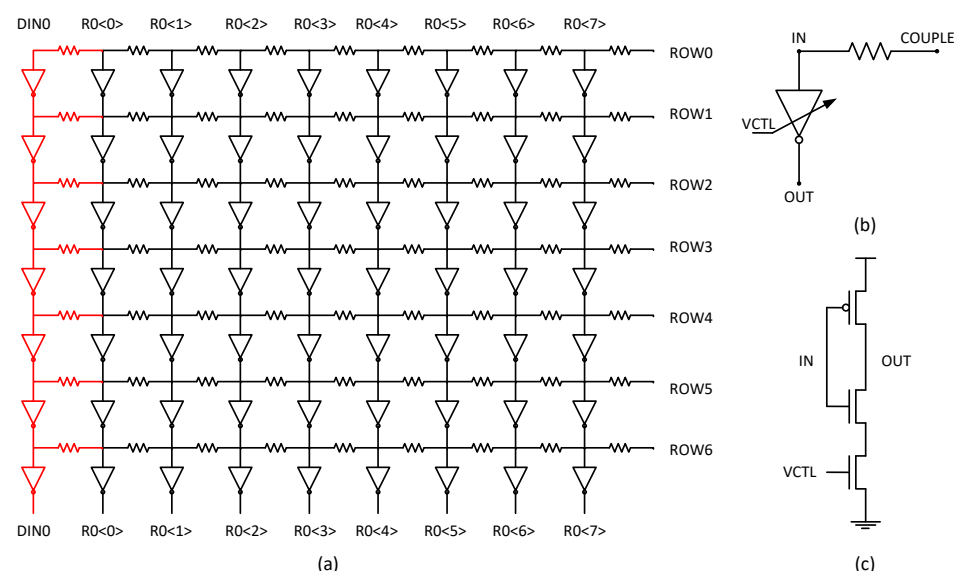 DIN0 R0<0> R0<1> R0<2> R0<3> R0<4> R0<5> R0<6> R0<7>
ROW0
ROW1
ROW2
ROW3
ROW4
ROW5
ROW6
DIN0 R0<0> R0<1> R0<2> R0<3> R0<4> R0<5> R0<6> R0<7>
(a)
IN COUPLE
VCTL
OUT
(b)
IN OUT
VCTL
(c)